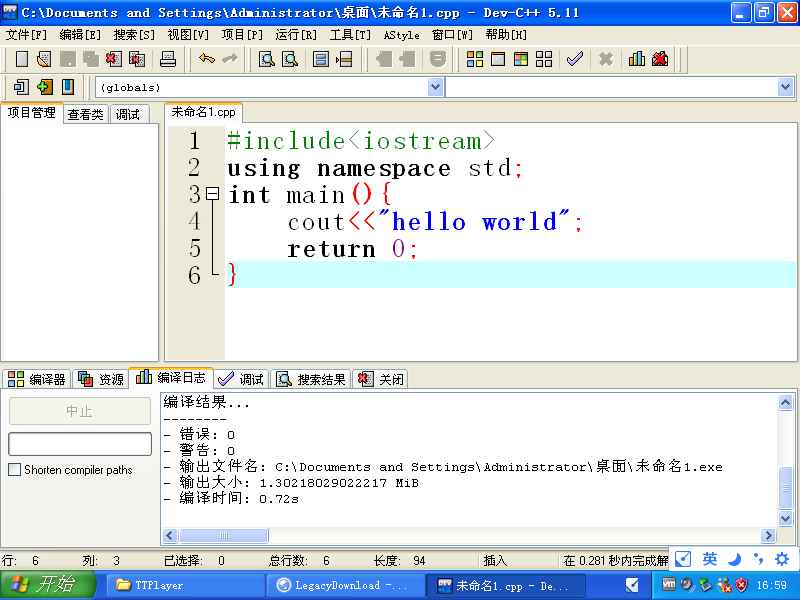 C:\Documents and Settings\Administrator\桌面\未命名1.cpp - Dev-C++ 5.11
文件[F] 编辑[E] 搜索[S] 视图[V] 项目[P] 运行[R] 工具[T] AStyle 窗口[W] 帮助[H]
(globals)
项目管理 查看类 调试 未命名1.cpp
1 #include<iostream>
2 using namespace std;
3 int main(){
4 cout<<"hello world";
5 return 0;
6 }
编译器 资源 编译日志 调试 搜索结果 关闭
中止
Shorten compiler paths
编译结果...
--------
- 错误: 0
- 警告: 0
- 输出文件名: C:\Documents and Settings\Administrator\桌面\未命名1.exe
- 输出大小: 1.30218029022217 MiB
- 编译时间: 0.72s
行: 6 列: 3 已选择: 0 总行数: 6 长度: 94 插入 在 0.281 秒内完成解 英
开始 TTPlayer LegacyDownload -... 未命名1.cpp - De... 16:59